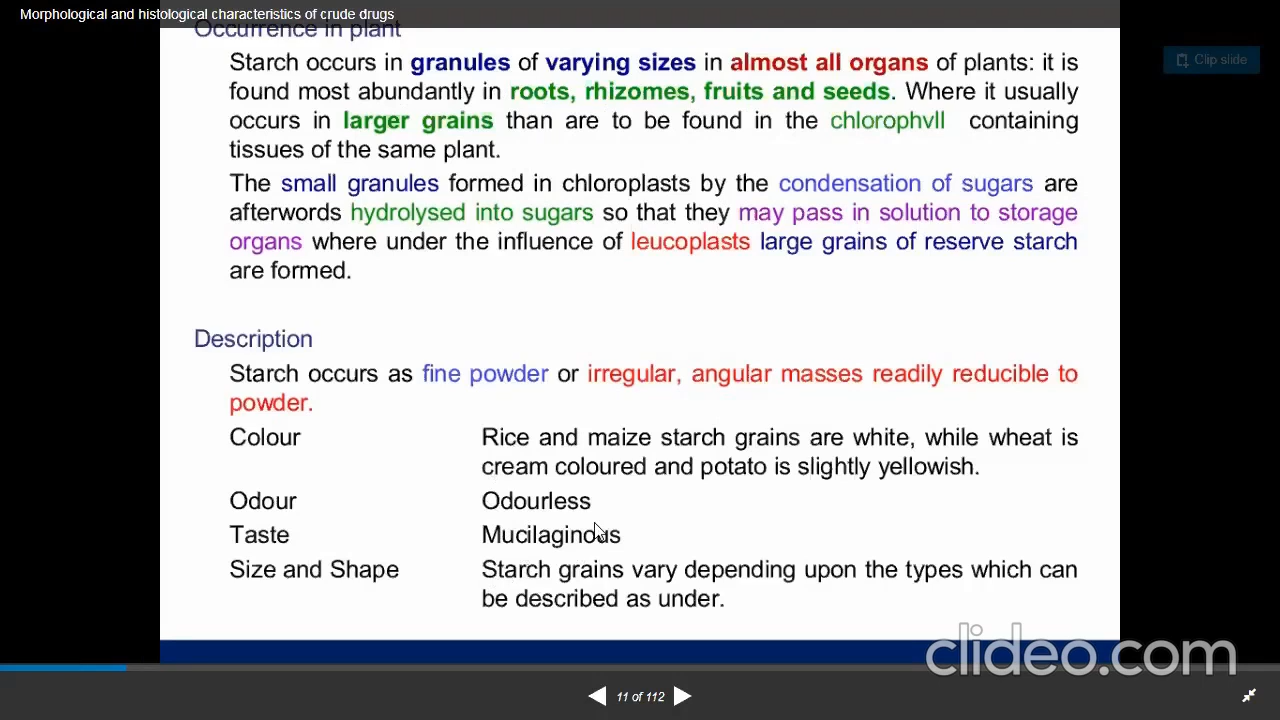 Morphological and histological characteristics of crude drugs
Occurrence in plant
Clip slide
Starch occurs in granules of varying sizes in almost all organs of plants: it is
found most abundantly in roots, rhizomes, fruits and seeds. Where it usually
occurs in larger grains than are to be found in the chlorophvll containing
tissues of the same plant.
The small granules formed in chloroplasts by the condensation of sugars are
afterwords hydrolysed into sugars so that they may pass in solution to storage
organs where under the influence of leucoplasts large grains of reserve starch
are formed.
Description
Starch occurs as fine powder or irregular, angular masses readily reducible to
powder.
Colour Rice and maize starch grains are white, while wheat is
cream coloured and potato is slightly yellowish.
Odour Odourless
Taste Mucilaginous
Size and Shape Starch grains vary depending upon the types which can
be described as under.
clideo.com
11 of 112